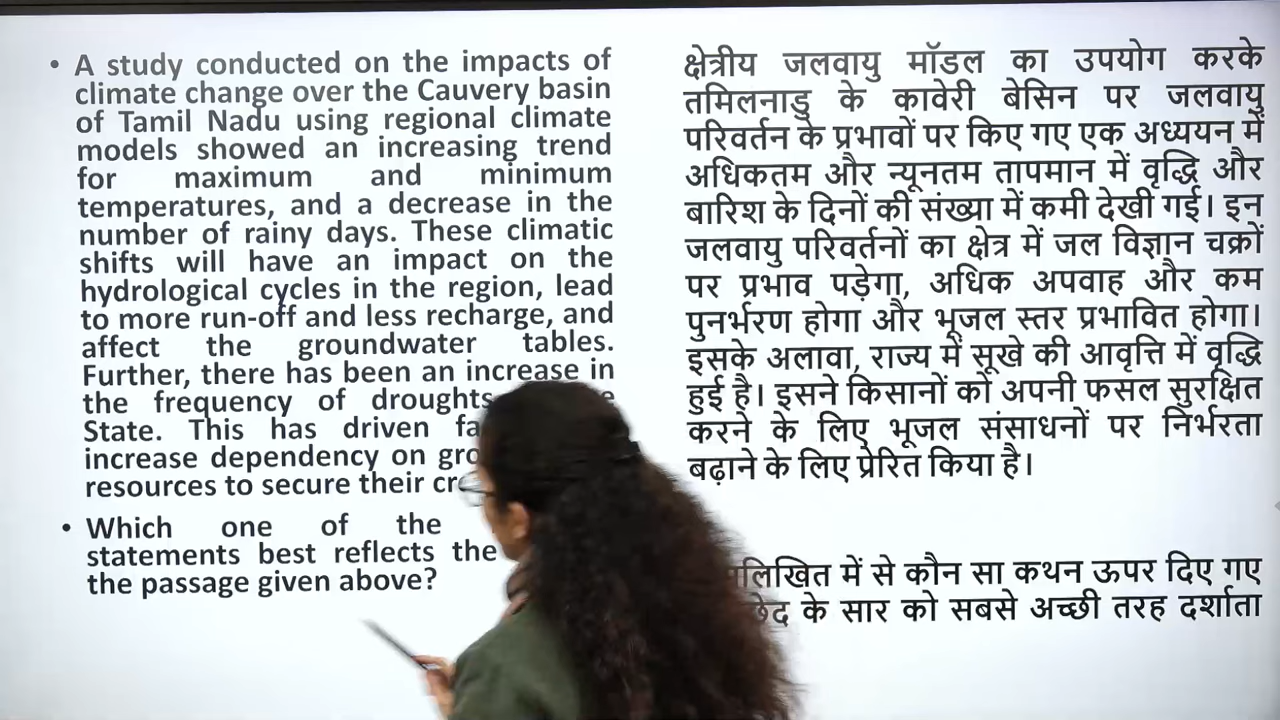 • A study conducted on the impacts of
climate change over the Cauvery basin
of Tamil Nadu using regional climate
models showed an increasing trend
for maximum and minimum
temperatures, and a decrease in the
number of rainy days. These climatic
shifts will have an impact on the
hydrological cycles in the region, lead
to more run-off and less recharge, and
affect the groundwater tables.
Further, there has been an increase in
the frequency of droughts
State. This has driven
increase dependency on
resources to secure their
• Which one of the
statements best reflects the
the passage given above?
क्षेत्रीय जलवायु मॉडल का उपयोग करके
तमिलनाडु के कावेरी बेसिन पर जलवायु
परिवर्तन के प्रभावों पर किए गए एक अध्ययन में
अधिकतम और न्यूनतम तापमान में वृद्धि और
बारिश के दिनों की संख्या में कमी देखी गई। इन
जलवायु परिवर्तनों का क्षेत्र में जल विज्ञान चक्रों
पर प्रभाव पड़ेगा, अधिक अपवाह और कम
पुनर्भरण होगा और भूजल स्तर प्रभावित होगा।
इसके अलावा, राज्य में सूखे की आवृत्ति में वृद्धि
हुई है। इसने किसानों को अपनी फसल सुरक्षित
करने के लिए भूजल संसाधनों पर निर्भरता
बढ़ाने के लिए प्रेरित किया है।
में से कौन सा कथन ऊपर दिए गए
के सार को सबसे अच्छी तरह दर्शाता